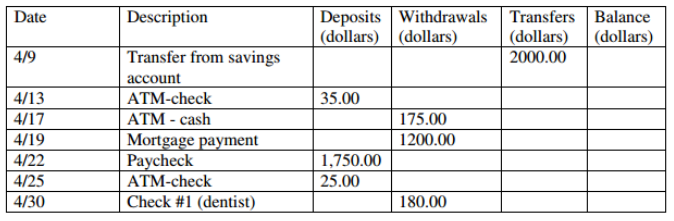 Date Description Deposits (dollars) Withdrawals (dollars) Transfers (dollars) Balance (dollars)
4/9 Transfer from savings account 2000.00
4/13 ATM-check 35.00
4/17 ATM - cash 175.00
4/19 Mortgage payment 1200.00
4/22 Paycheck 1,750.00
4/25 ATM-check 25.00
4/30 Check #1 (dentist) 180.00